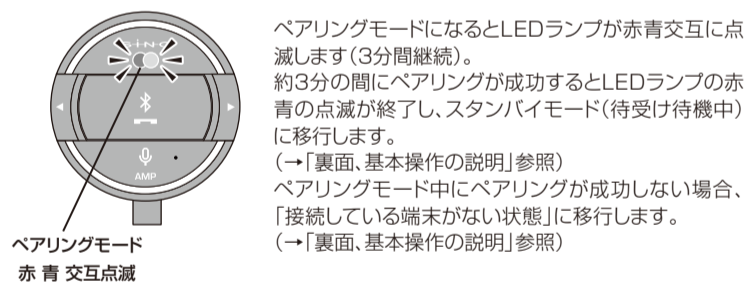 ペアリングモードになるとLEDランプが赤青交互に点
滅します(3分間継続)。
約3分の間にペアリングが成功するとLEDランプの赤
青の点滅が終了し、スタンバイモード(待受け待機中)
に移行します。
(→「裏面、基本操作の説明」参照)
ペアリングモード中にペアリングが成功しない場合、
「接続している端末がない状態」に移行します。
(→「裏面、基本操作の説明」参照)
AMP
ペアリングモード
赤 青 交互点滅